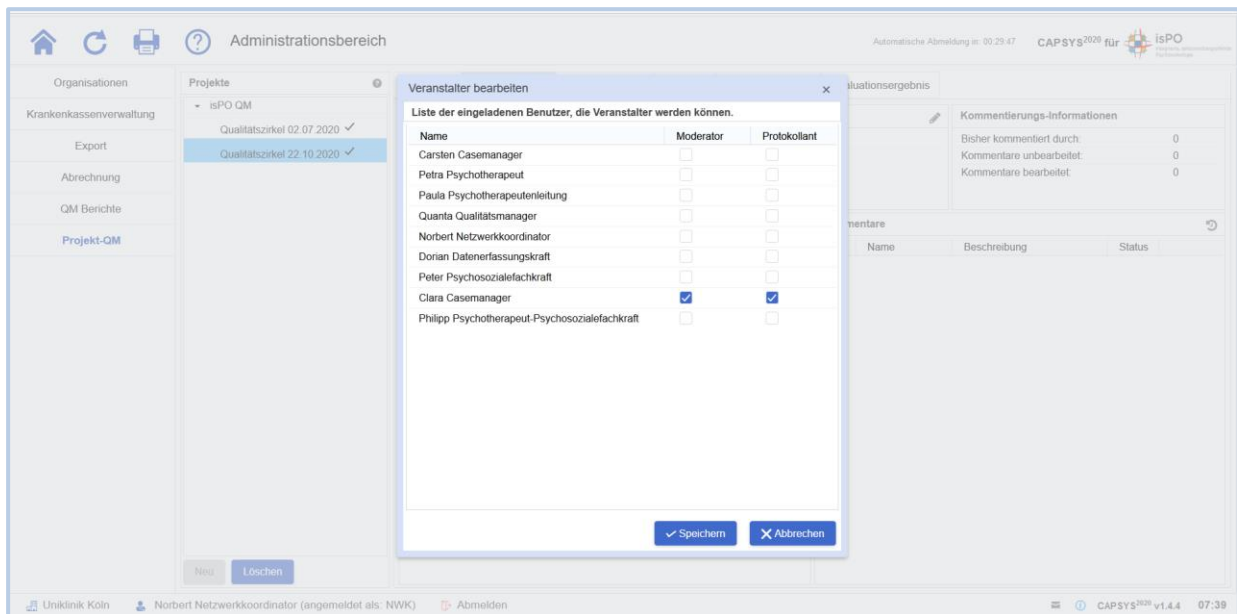 Administrationsbereich
Automatische Abmeldung in: 00:29:47
CAPSYS2020 für isPO
Organisationen
Krankenkassenverwaltung
Export
Abrechnung
QM Berichte
Projekt-QM
Projekte
isPO QM
Qualitätszirkel 02.07.2020
Qualitätszirkel 22.10.2020
Neu
Löschen
Veranstalter bearbeiten
Liste der eingeladenen Benutzer, die Veranstalter werden können.
Name Moderator Protokollant
Carsten Casemanager
Petra Psychotherapeut
Paula Psychotherapeutenleitung
Quanta Qualitätsmanager
Norbert Netzwerkkoordinator
Dorian Datenerfassungskraft
Peter Psychosozialefachkraft
Clara Casemanager
Philipp Psychotherapeut-Psychosozialefachkraft
Speichern
Abbrechen
aluationsergebnis
Kommentierungs-Informationen
Bisher kommentiert durch: 0
Kommentare unbearbeitet: 0
Kommentare bearbeitet: 0
mentare
Name Beschreibung Status
Uniklinik Köln
Norbert Netzwerkkoordinator (angemeldet als: NWK)
Abmelden
CAPSYS2020 v1.4.4 07:39